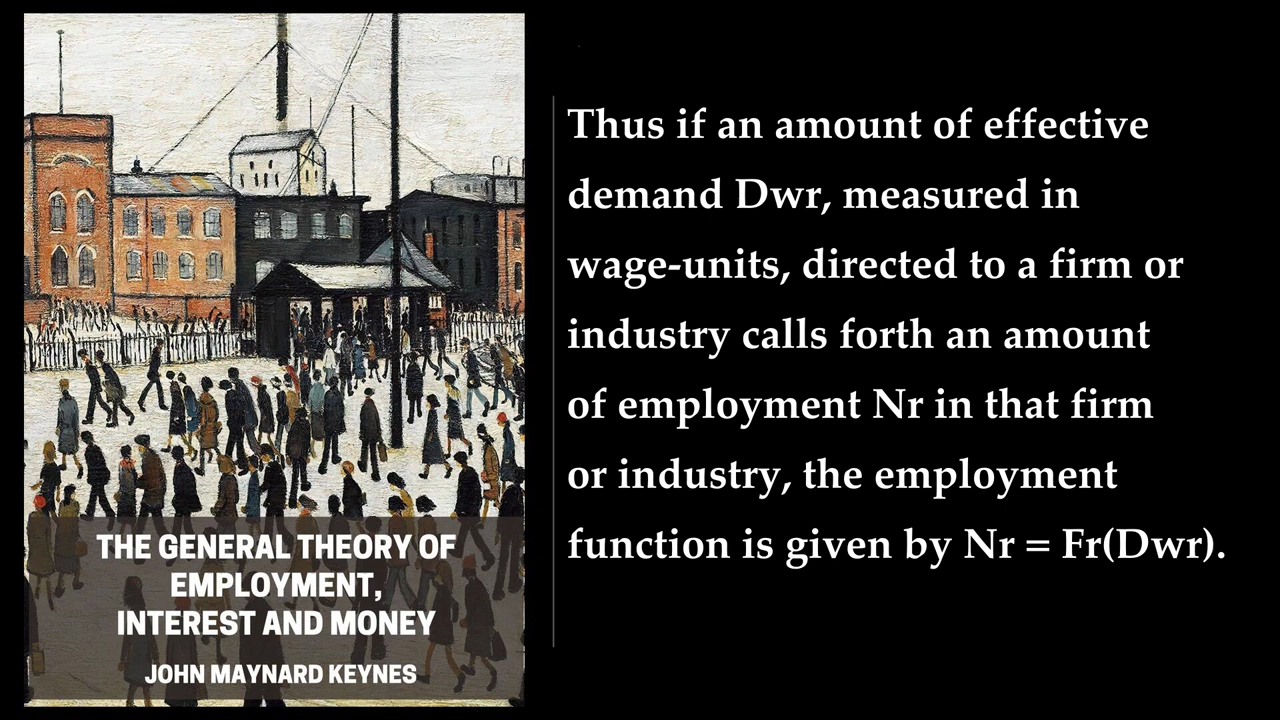 THE GENERAL THEORY OF
EMPLOYMENT,
INTEREST AND MONEY
JOHN MAYNARD KEYNES
Thus if an amount of effective
demand Dwr, measured in
wage-units, directed to a firm or
industry calls forth an amount
of employment Nr in that firm
or industry, the employment
function is given by Nr = Fr(Dwr).